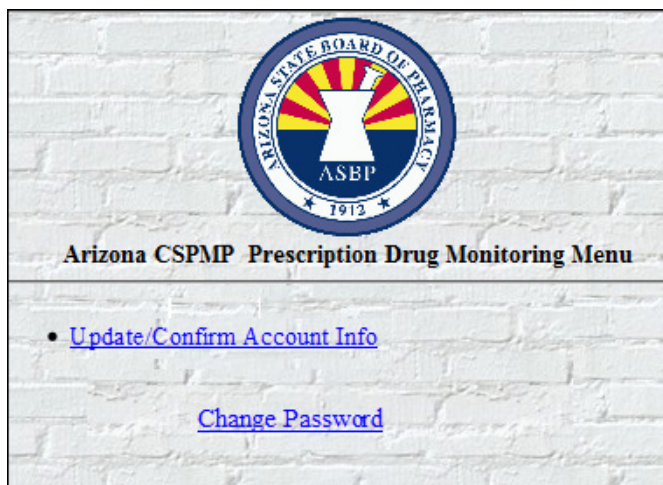 ARIZONA STATE BOARD OF PHARMACY
ASBP
1912
Arizona CSPMP Prescription Drug Monitoring Menu
Update/Confirm Account Info
Change Password